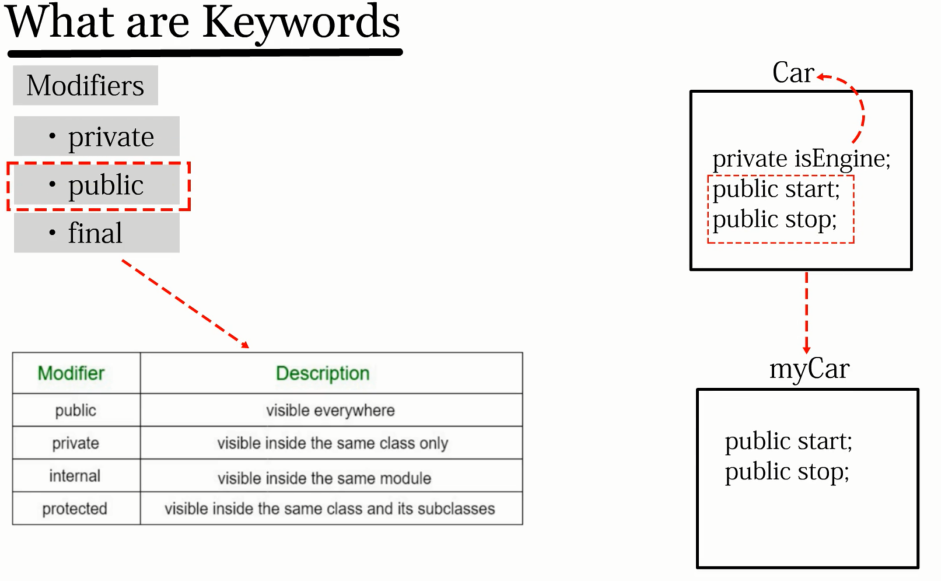 What are Keywords
Modifiers
• private
• public
• final
Modifier Description
public visible everywhere
private visible inside the same class only
internal visible inside the same module
protected visible inside the same class and its subclasses
Car
private isEngine;
public start;
public stop;
myCar
public start;
public stop;